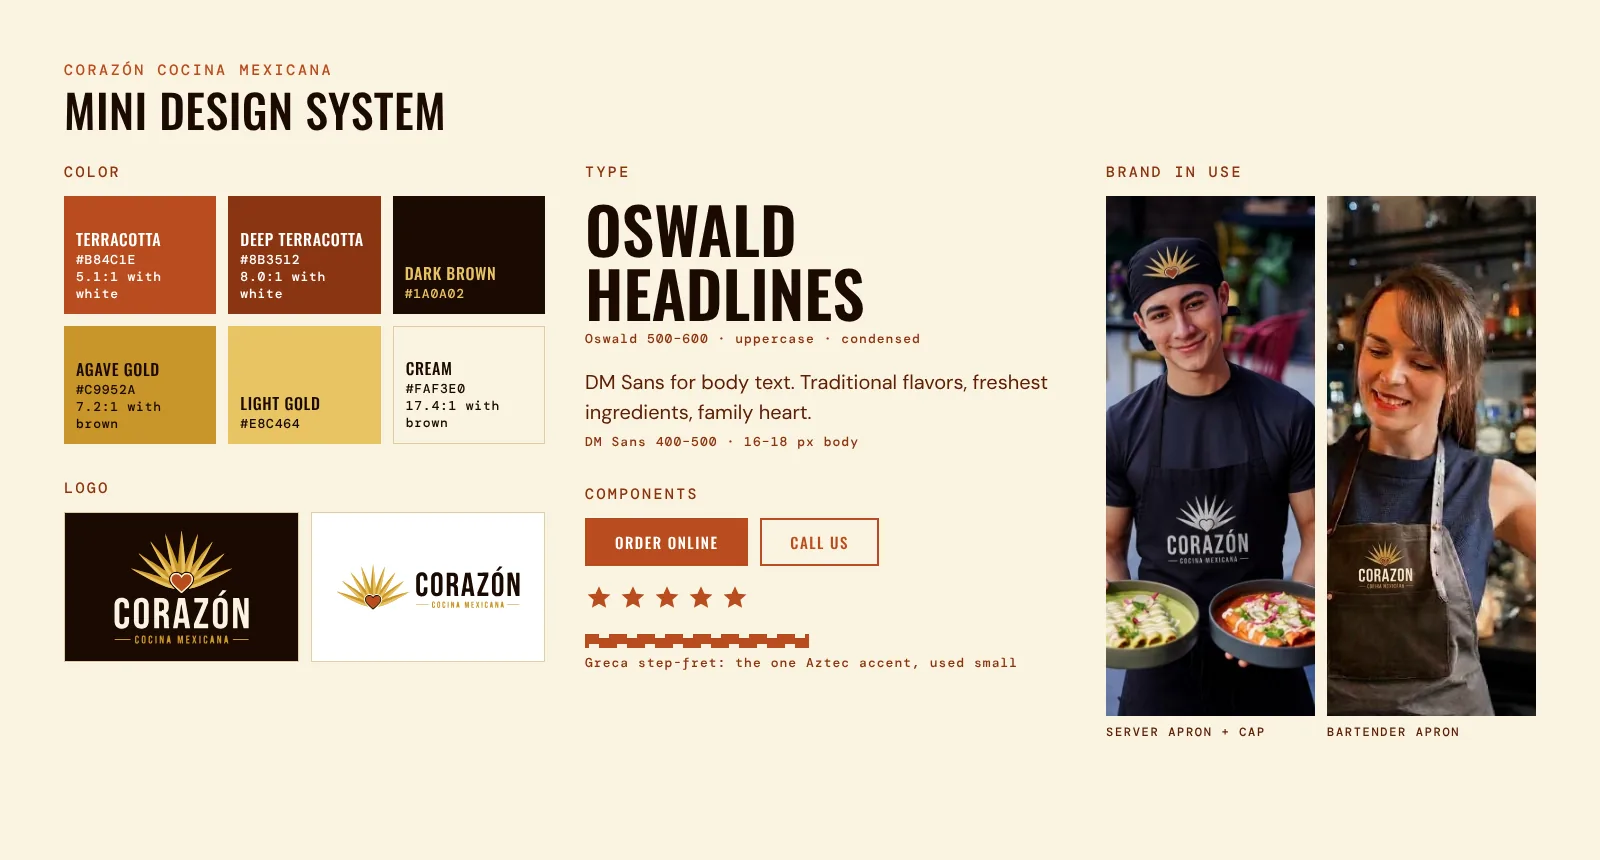 CORAZÓN COCINA MEXICANA
MINI DESIGN SYSTEM
COLOR
TERRACOTTA
#B84C1E
5.1:1 with
white
DEEP TERRACOTTA
#8B3512
8.0:1 with
white
DARK BROWN
#1A0A02
AGAVE GOLD
#C9952A
7.2:1 with
brown
LIGHT GOLD
#E8C464
CREAM
#FAF3E0
17.4:1 with
brown
LOGO
CORAZÓN
COCINA MEXICANA
CORAZÓN
COCINA MEXICANA
TYPE
OSWALD
HEADLINES
Oswald 500–600 · uppercase · condensed
DM Sans for body text. Traditional flavors, freshest
ingredients, family heart.
DM Sans 400–500 · 16–18 px body
COMPONENTS
ORDER ONLINE
CALL US
Greca step-fret: the one Aztec accent, used small
BRAND IN USE
CORAZÓN
COCINA MEXICANA
CORAZÓN
COCINA MEXICANA
SERVER APRON + CAP
BARTENDER APRON